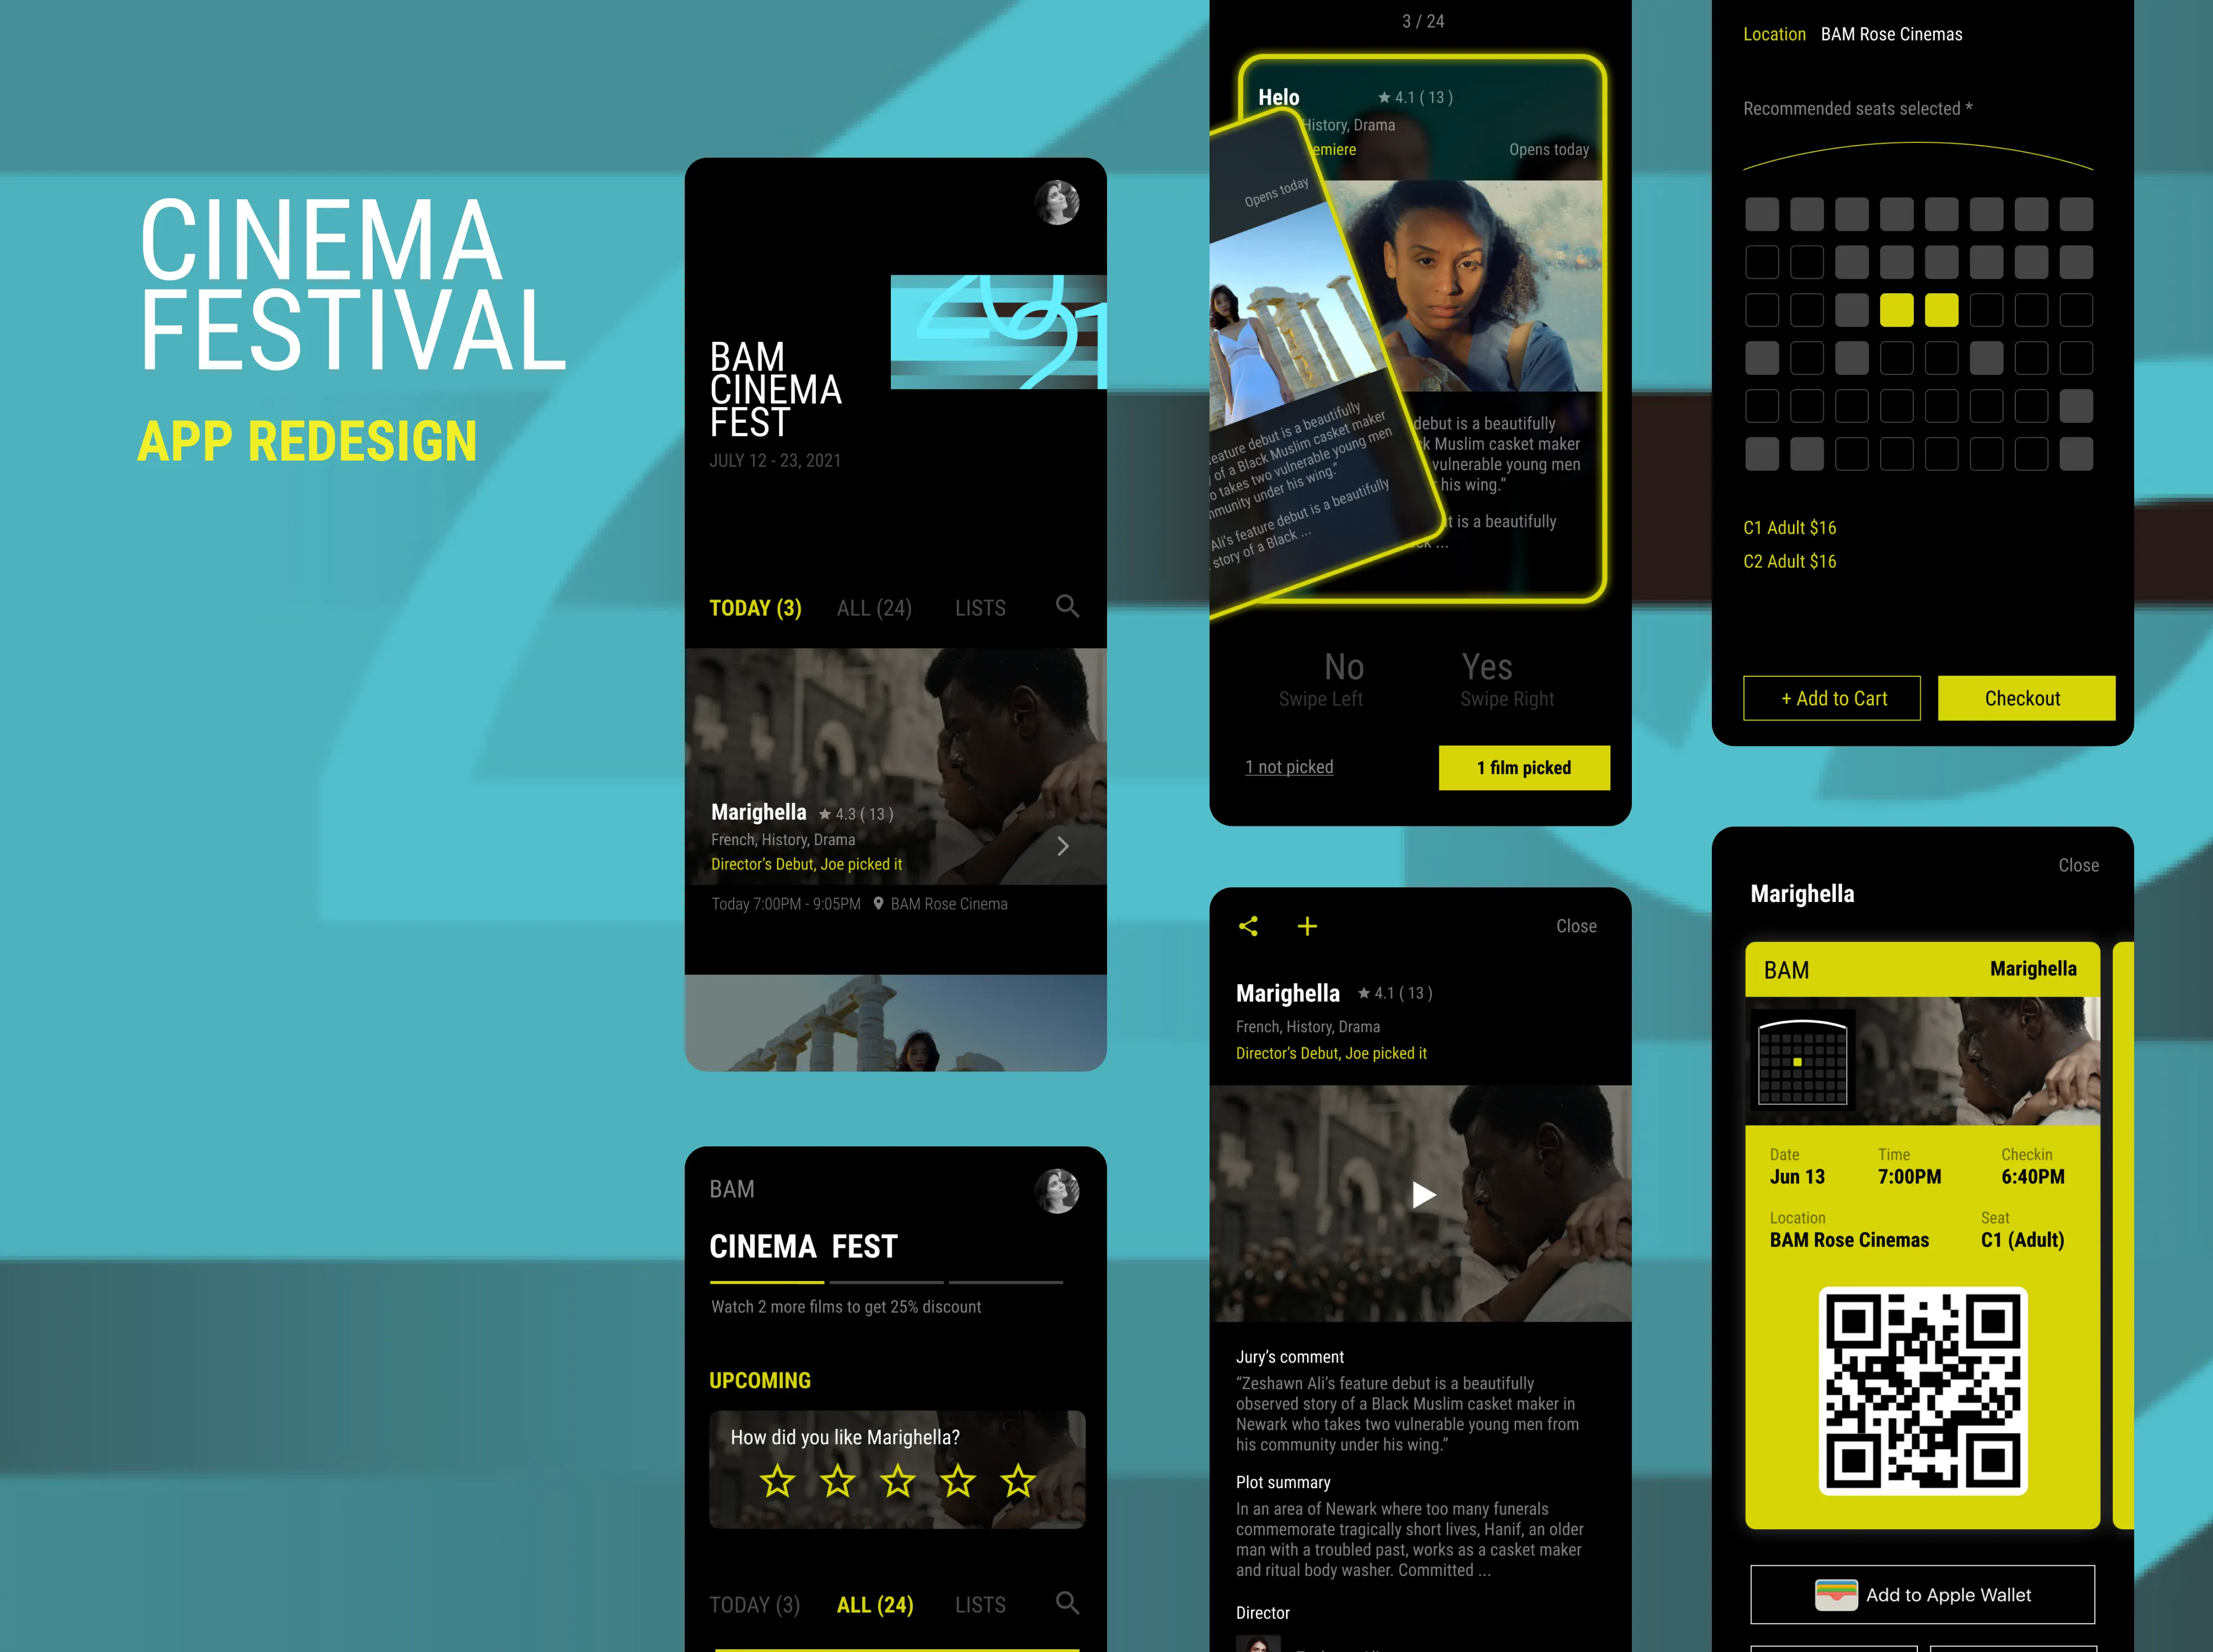 CINEMA
FESTIVAL
APP REDESIGN
2021
BAM
CINEMA
FEST
JULY 12 - 23, 2021
TODAY (3)
ALL (24)
LISTS
Marighella
4.3 ( 13 )
French, History, Drama
Director's Debut, Joe picked it
Today 7:00PM - 9:05PM
BAM Rose Cinema
BAM
CINEMA FEST
Watch 2 more films to get 25% discount
UPCOMING
How did you like Marighella?
TODAY (3)
ALL (24)
LISTS
3 / 24
Helo
4.1 ( 13 )
History, Drama
emiere
Opens today
debut is a beautifully
k Muslim casket maker
vulnerable young men
his wing.”
t is a beautifully
ck ...
Opens today
eature debut is a beautifully
of a Black Muslim casket maker
o takes two vulnerable young men
mmunity under his wing.”
Ali's feature debut is a beautifully
story of a Black ...
No
Swipe Left
Yes
Swipe Right
1 not picked
1 film picked
Close
Marighella
4.1 ( 13 )
French, History, Drama
Director's Debut, Joe picked it
Jury's comment
“Zeshawn Ali's feature debut is a beautifully
observed story of a Black Muslim casket maker in
Newark who takes two vulnerable young men from
his community under his wing.”
Plot summary
In an area of Newark where too many funerals
commemorate tragically short lives, Hanif, an older
man with a troubled past, works as a casket maker
and ritual body washer. Committed ...
Director
Location
BAM Rose Cinemas
Recommended seats selected *
C1 Adult $16
C2 Adult $16
+ Add to Cart
Checkout
Close
Marighella
BAM
Marighella
Date
Time
Checkin
Jun 13
7:00PM
6:40PM
Location
Seat
BAM Rose Cinemas
C1 (Adult)
Add to Apple Wallet